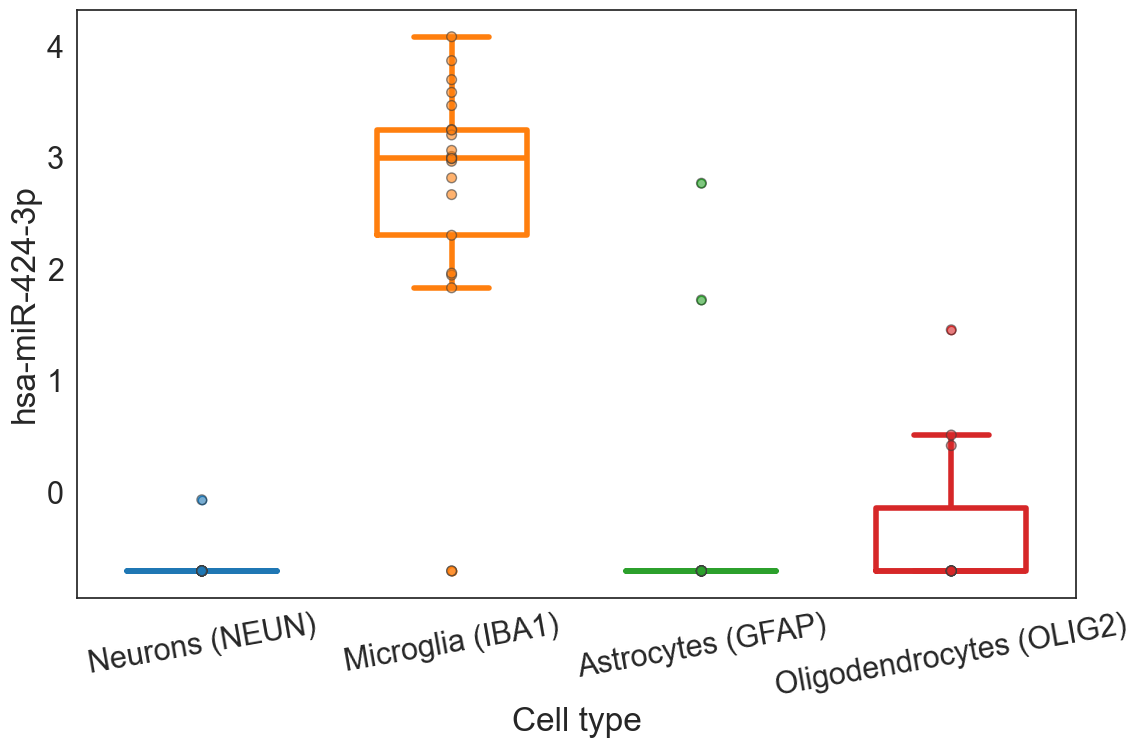 hsa-miR-424-3p
4
3
2
1
0
Neurons (NEUN)
Microglia (IBA1)
Astrocytes (GFAP)
Oligodendrocytes (OLIG2)
Cell type